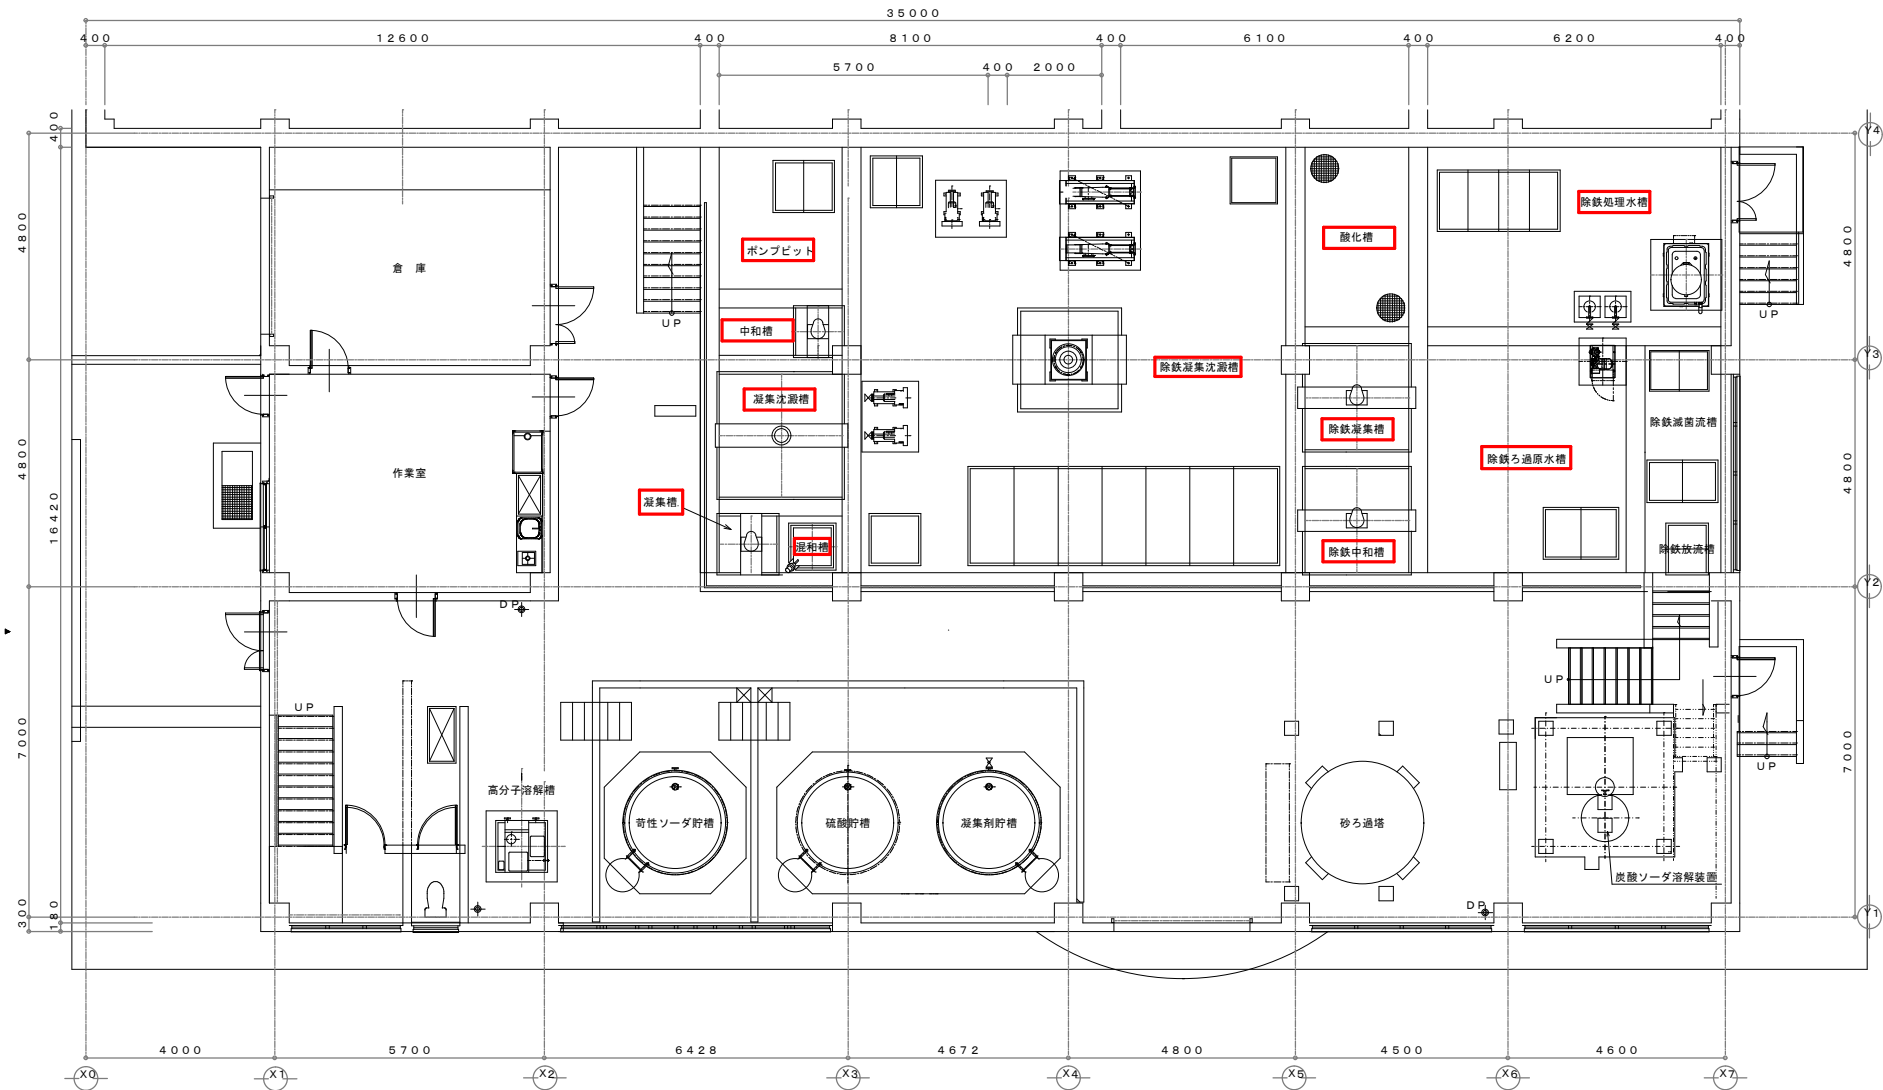 35000
400
12600
400
8100
400
6100
400
6200
400
5700
400
2000
400
Y4
4800
4800
倉　庫
ポンプピット
酸化槽
除鉄処理水槽
UP
UP
中和槽
Y3
除鉄凝集沈澱槽
凝集沈澱槽
除鉄凝集槽
除鉄滅菌流槽
4800
16420
作業室
除鉄ろ過原水槽
4800
凝集槽
混和槽
除鉄中和槽
除鉄放流槽
Y2
DP
UP
UP
7000
7000
UP
高分子溶解槽
苛性ソーダ貯槽
硫酸貯槽
凝集剤貯槽
砂ろ過塔
炭酸ソーダ溶解装置
300
180
DP
Y1
4000
5700
6428
4672
4800
4500
4600
X0
X1
X2
X3
X4
X5
X6
X7